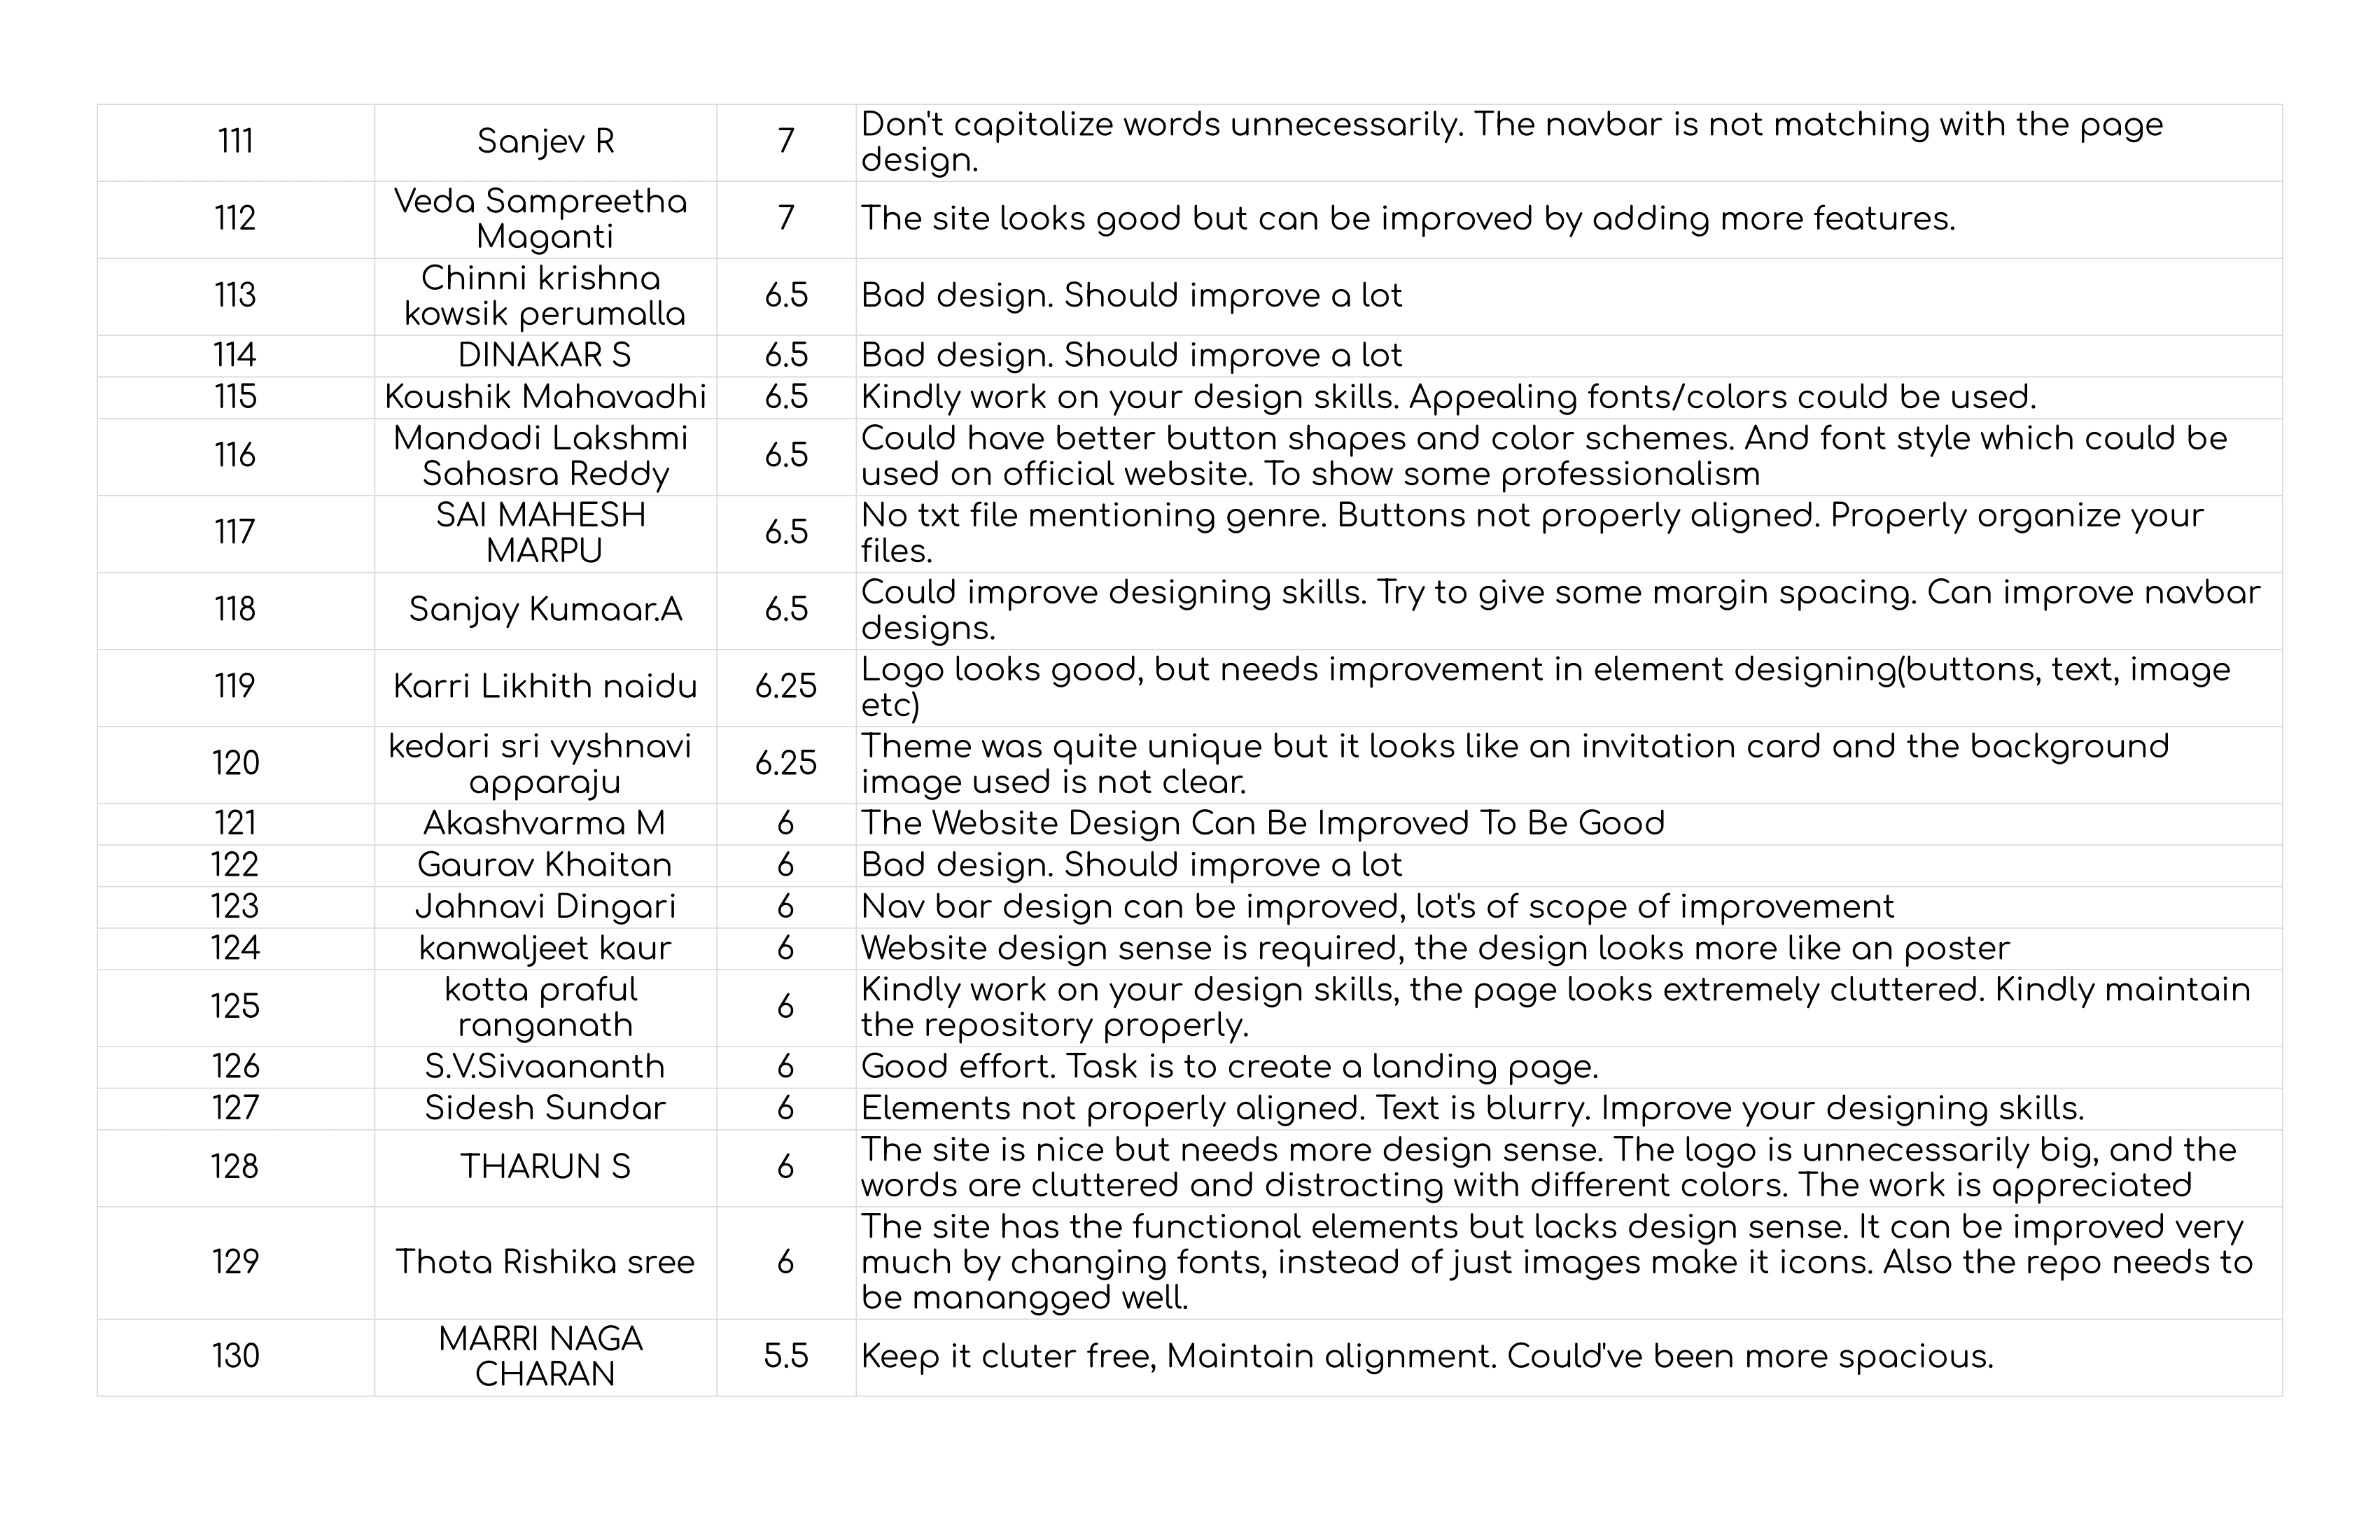 111 Sanjev R 7 Don't capitalize words unnecessarily. The navbar is not matching with the page
design.
112 Veda Sampreetha
Maganti 7 The site looks good but can be improved by adding more features.
113 Chinni krishna
kowsik perumalla 6.5 Bad design. Should improve a lot
114 DINAKAR S 6.5 Bad design. Should improve a lot
115 Koushik Mahavadhi 6.5 Kindly work on your design skills. Appealing fonts/colors could be used.
116 Mandadi Lakshmi
Sahasra Reddy 6.5 Could have better button shapes and color schemes. And font style which could be
used on official website. To show some professionalism
117 SAI MAHESH
MARPU 6.5 No txt file mentioning genre. Buttons not properly aligned. Properly organize your
files.
118 Sanjay Kumaar.A 6.5 Could improve designing skills. Try to give some margin spacing. Can improve navbar
designs.
119 Karri Likhith naidu 6.25 Logo looks good, but needs improvement in element designing(buttons, text, image
etc)
120 kedari sri vyshnavi
apparaju 6.25 Theme was quite unique but it looks like an invitation card and the background
image used is not clear.
121 Akashvarma M 6 The Website Design Can Be Improved To Be Good
122 Gaurav Khaitan 6 Bad design. Should improve a lot
123 Jahnavi Dingari 6 Nav bar design can be improved, lot's of scope of improvement
124 kanwaljeet kaur 6 Website design sense is required, the design looks more like an poster
125 kotta praful
ranganath 6 Kindly work on your design skills, the page looks extremely cluttered. Kindly maintain
the repository properly.
126 S.V.Sivaananth 6 Good effort. Task is to create a landing page.
127 Sidesh Sundar 6 Elements not properly aligned. Text is blurry. Improve your designing skills.
128 THARUN S 6 The site is nice but needs more design sense. The logo is unnecessarily big, and the
words are cluttered and distracting with different colors. The work is appreciated
129 Thota Rishika sree 6 The site has the functional elements but lacks design sense. It can be improved very
much by changing fonts, instead of just images make it icons. Also the repo needs to
be manangged well.
130 MARRI NAGA
CHARAN 5.5 Keep it cluter free, Maintain alignment. Could've been more spacious.